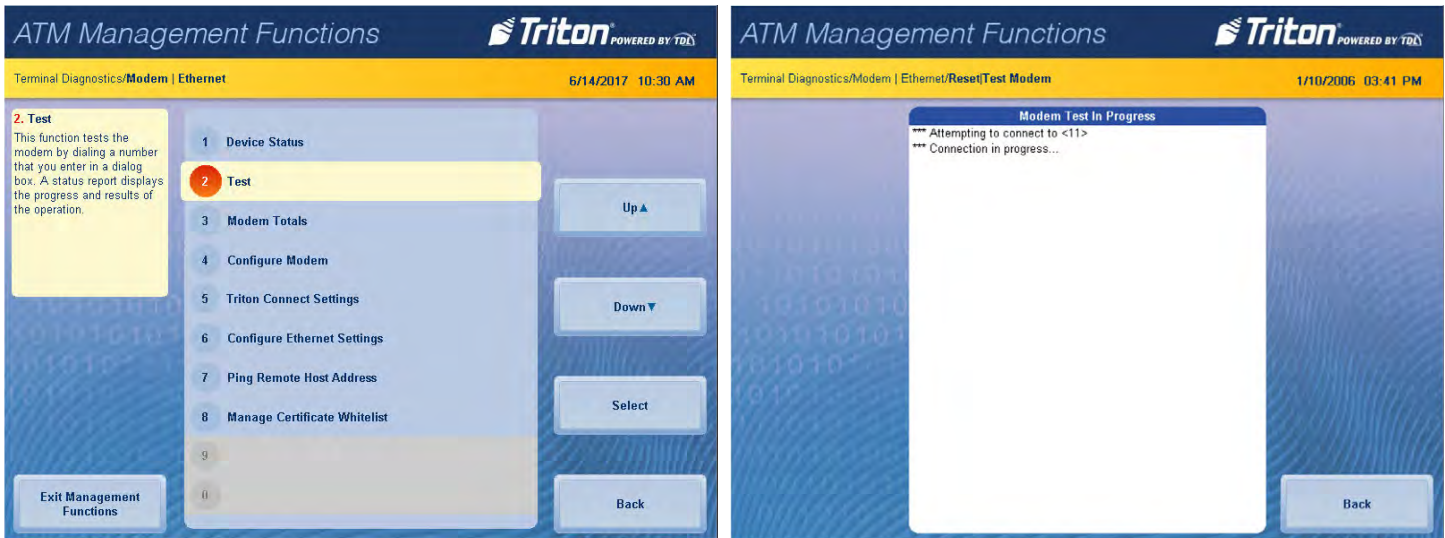 ATM Management Functions
Triton POWERED BY TDL
Terminal Diagnostics/Modem | Ethernet
6/14/2017 10:30 AM
2. Test
This function tests the
modem by dialing a number
that you enter in a dialog
box. A status report displays
the progress and results of
the operation.
1 Device Status
2 Test
3 Modem Totals
4 Configure Modem
5 Triton Connect Settings
6 Configure Ethernet Settings
7 Ping Remote Host Address
8 Manage Certificate Whitelist
9
0
Up▲
Down▼
Select
Back
Exit Management
Functions
ATM Management Functions
Triton POWERED BY TDL
Terminal Diagnostics/Modem | Ethernet/Reset|Test Modem
1/10/2006 03:41 PM
Modem Test In Progress
*** Attempting to connect to <11>
*** Connection in progress...
Back